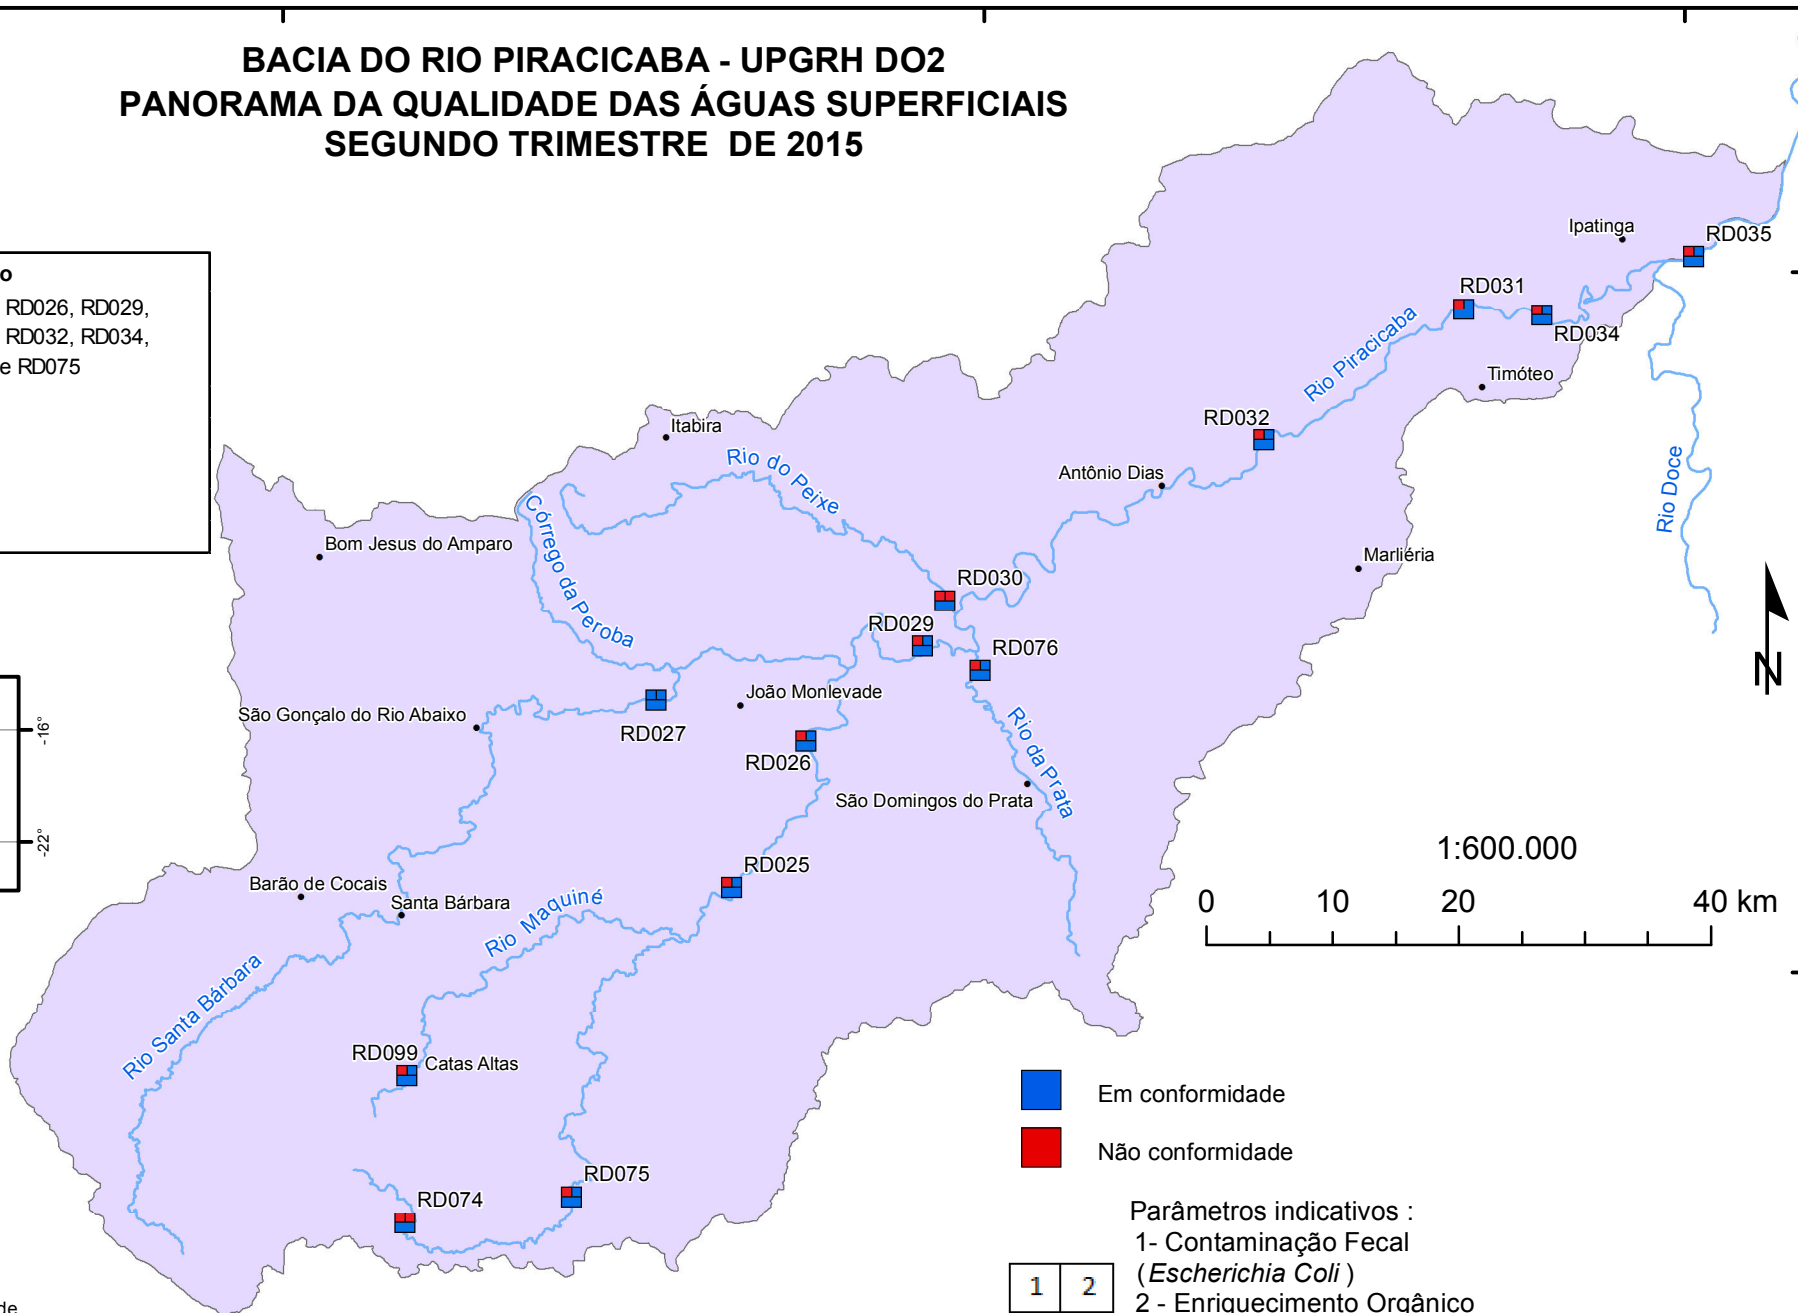 BACIA DO RIO PIRACICABA - UPGRH DO2
PANORAMA DA QUALIDADE DAS ÁGUAS SUPERFICIAIS
SEGUNDO TRIMESTRE DE 2015
RD026, RD029,
RD032, RD034,
e RD075
Ipatinga
RD035
RD031
RD034
Rio Piracicaba
Timóteo
RD032
Itabira
Rio do Peixe
Antônio Dias
Rio Doce
Córrego da Peroba
Bom Jesus do Amparo
Marliéria
RD030
RD029
RD076
N
João Monlevade
São Gonçalo do Rio Abaixo
RD027
Rio da Prata
-16°
RD026
São Domingos do Prata
-22°
1:600.000
RD025
Barão de Cocais
Santa Bárbara
Rio Maquiné
0 10 20 40 km
Rio Santa Bárbara
RD099
Catas Altas
Em conformidade
Não conformidade
RD075
RD074
Parâmetros indicativos :
1- Contaminação Fecal
(Escherichia Coli )
1 2
2 - Enriquecimento Orgânico